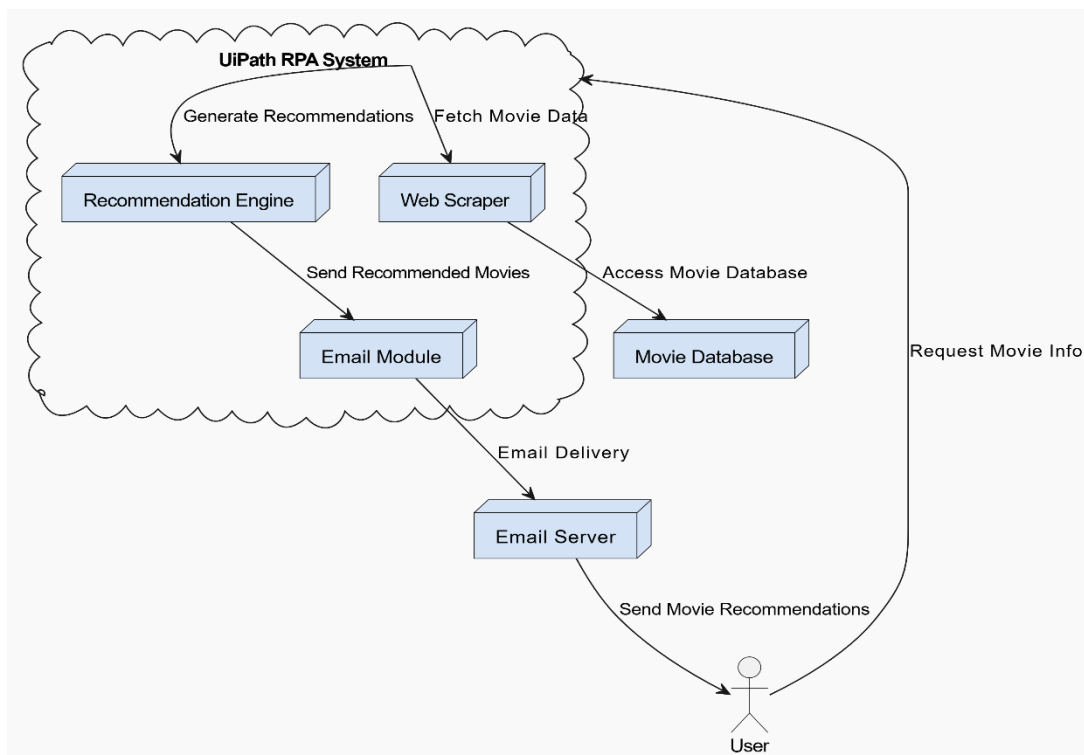 UiPath RPA System
Generate Recommendations
Fetch Movie Data
Recommendation Engine
Web Scraper
Send Recommended Movies
Access Movie Database
Email Module
Movie Database
Request Movie Info
Email Delivery
Email Server
Send Movie Recommendations
User